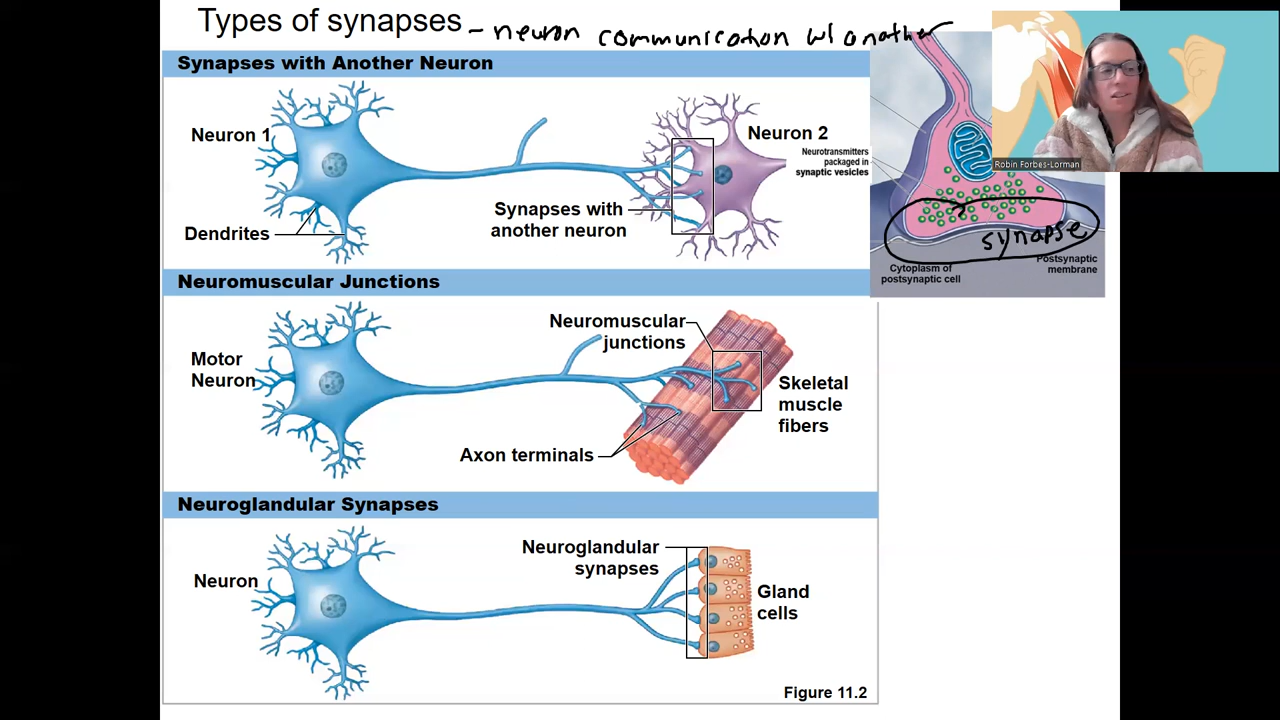 Types of synapses - neuron communication w/ another
Synapses with Another Neuron
Neuron 1
Neuron 2
Neurotransmitters
packaged in
synaptic vesicles
Robin Forbes-Lorman
Dendrites
Synapses with
another neuron
synapse
Cytoplasm of
postsynaptic cell
Postsynaptic
membrane
Neuromuscular Junctions
Neuromuscular
junctions
Motor
Neuron
Skeletal
muscle
fibers
Axon terminals
Neuroglandular Synapses
Neuroglandular
synapses
Neuron
Gland
cells
Figure 11.2